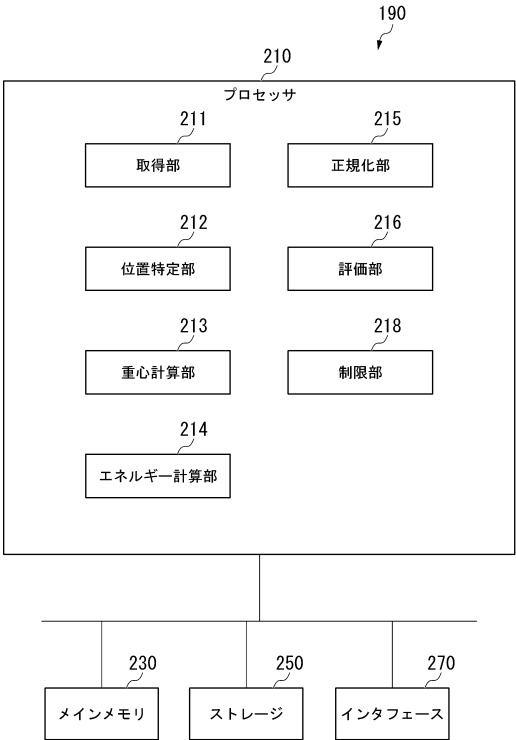 190
210
プロセッサ
211
取得部
215
正規化部
212
位置特定部
216
評価部
213
重心計算部
218
制限部
214
エネルギー計算部
230
メインメモリ
250
ストレージ
270
インタフェース